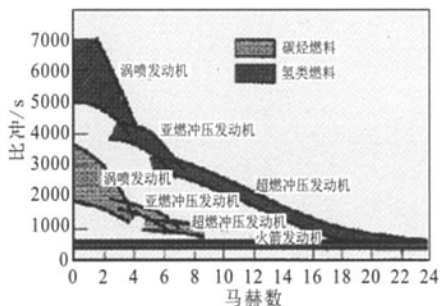 7000
6000
5000
4000
3000
2000
1000
0
比冲/s
碳烃燃料
氢类燃料
涡喷发动机
亚燃冲压发动机
超燃冲压发动机
涡喷发动机
亚燃冲压发动机
超燃冲压发动机
火箭发动机
0 2 4 6 8 10 12 14 16 18 20 22 24
马赫数